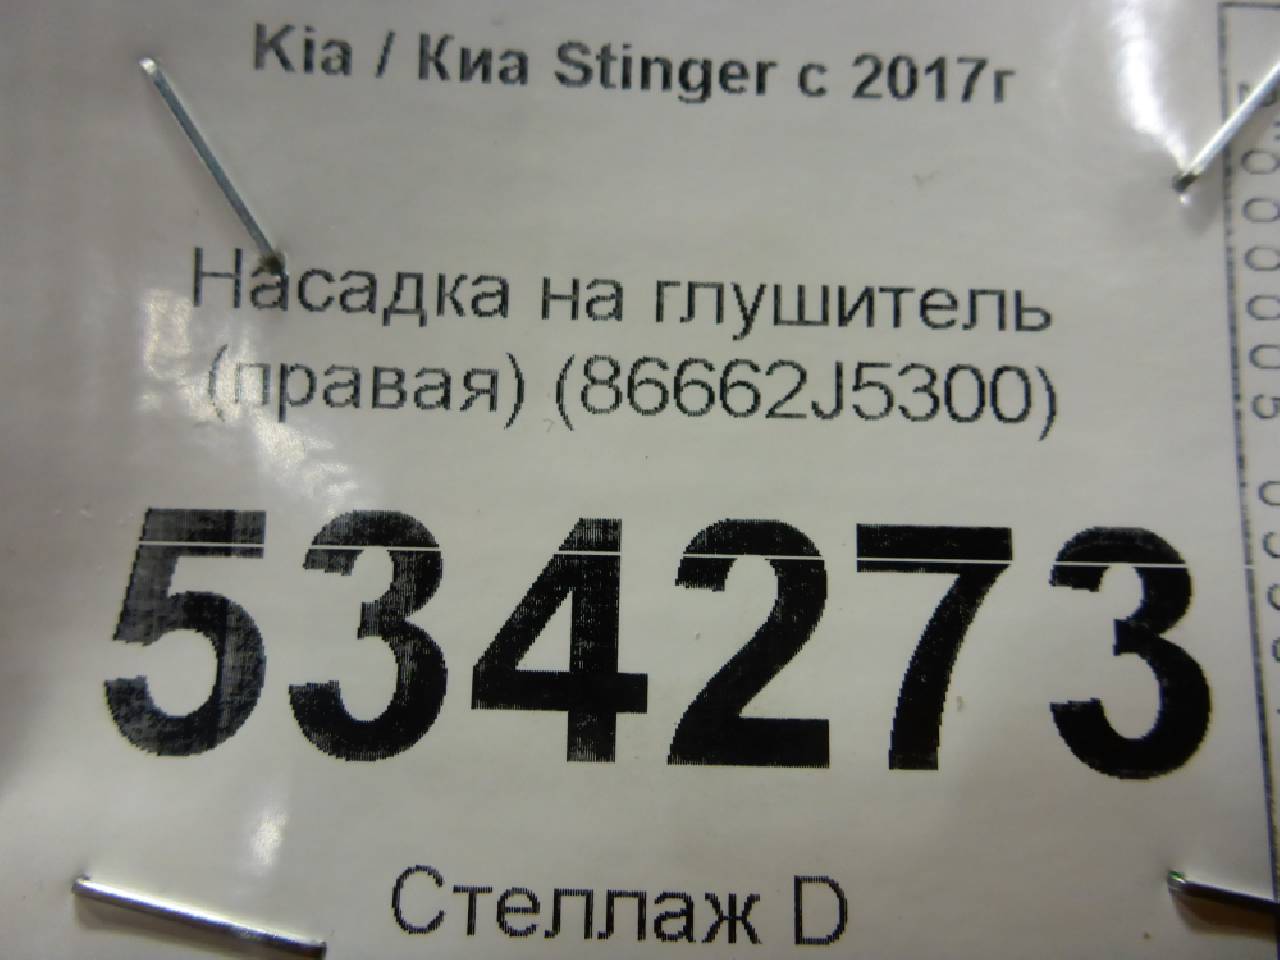 Kia / Киа Stinger с 2017г
Насадка на глушитель
(правая) (86662J5300)
534273
Стеллаж D